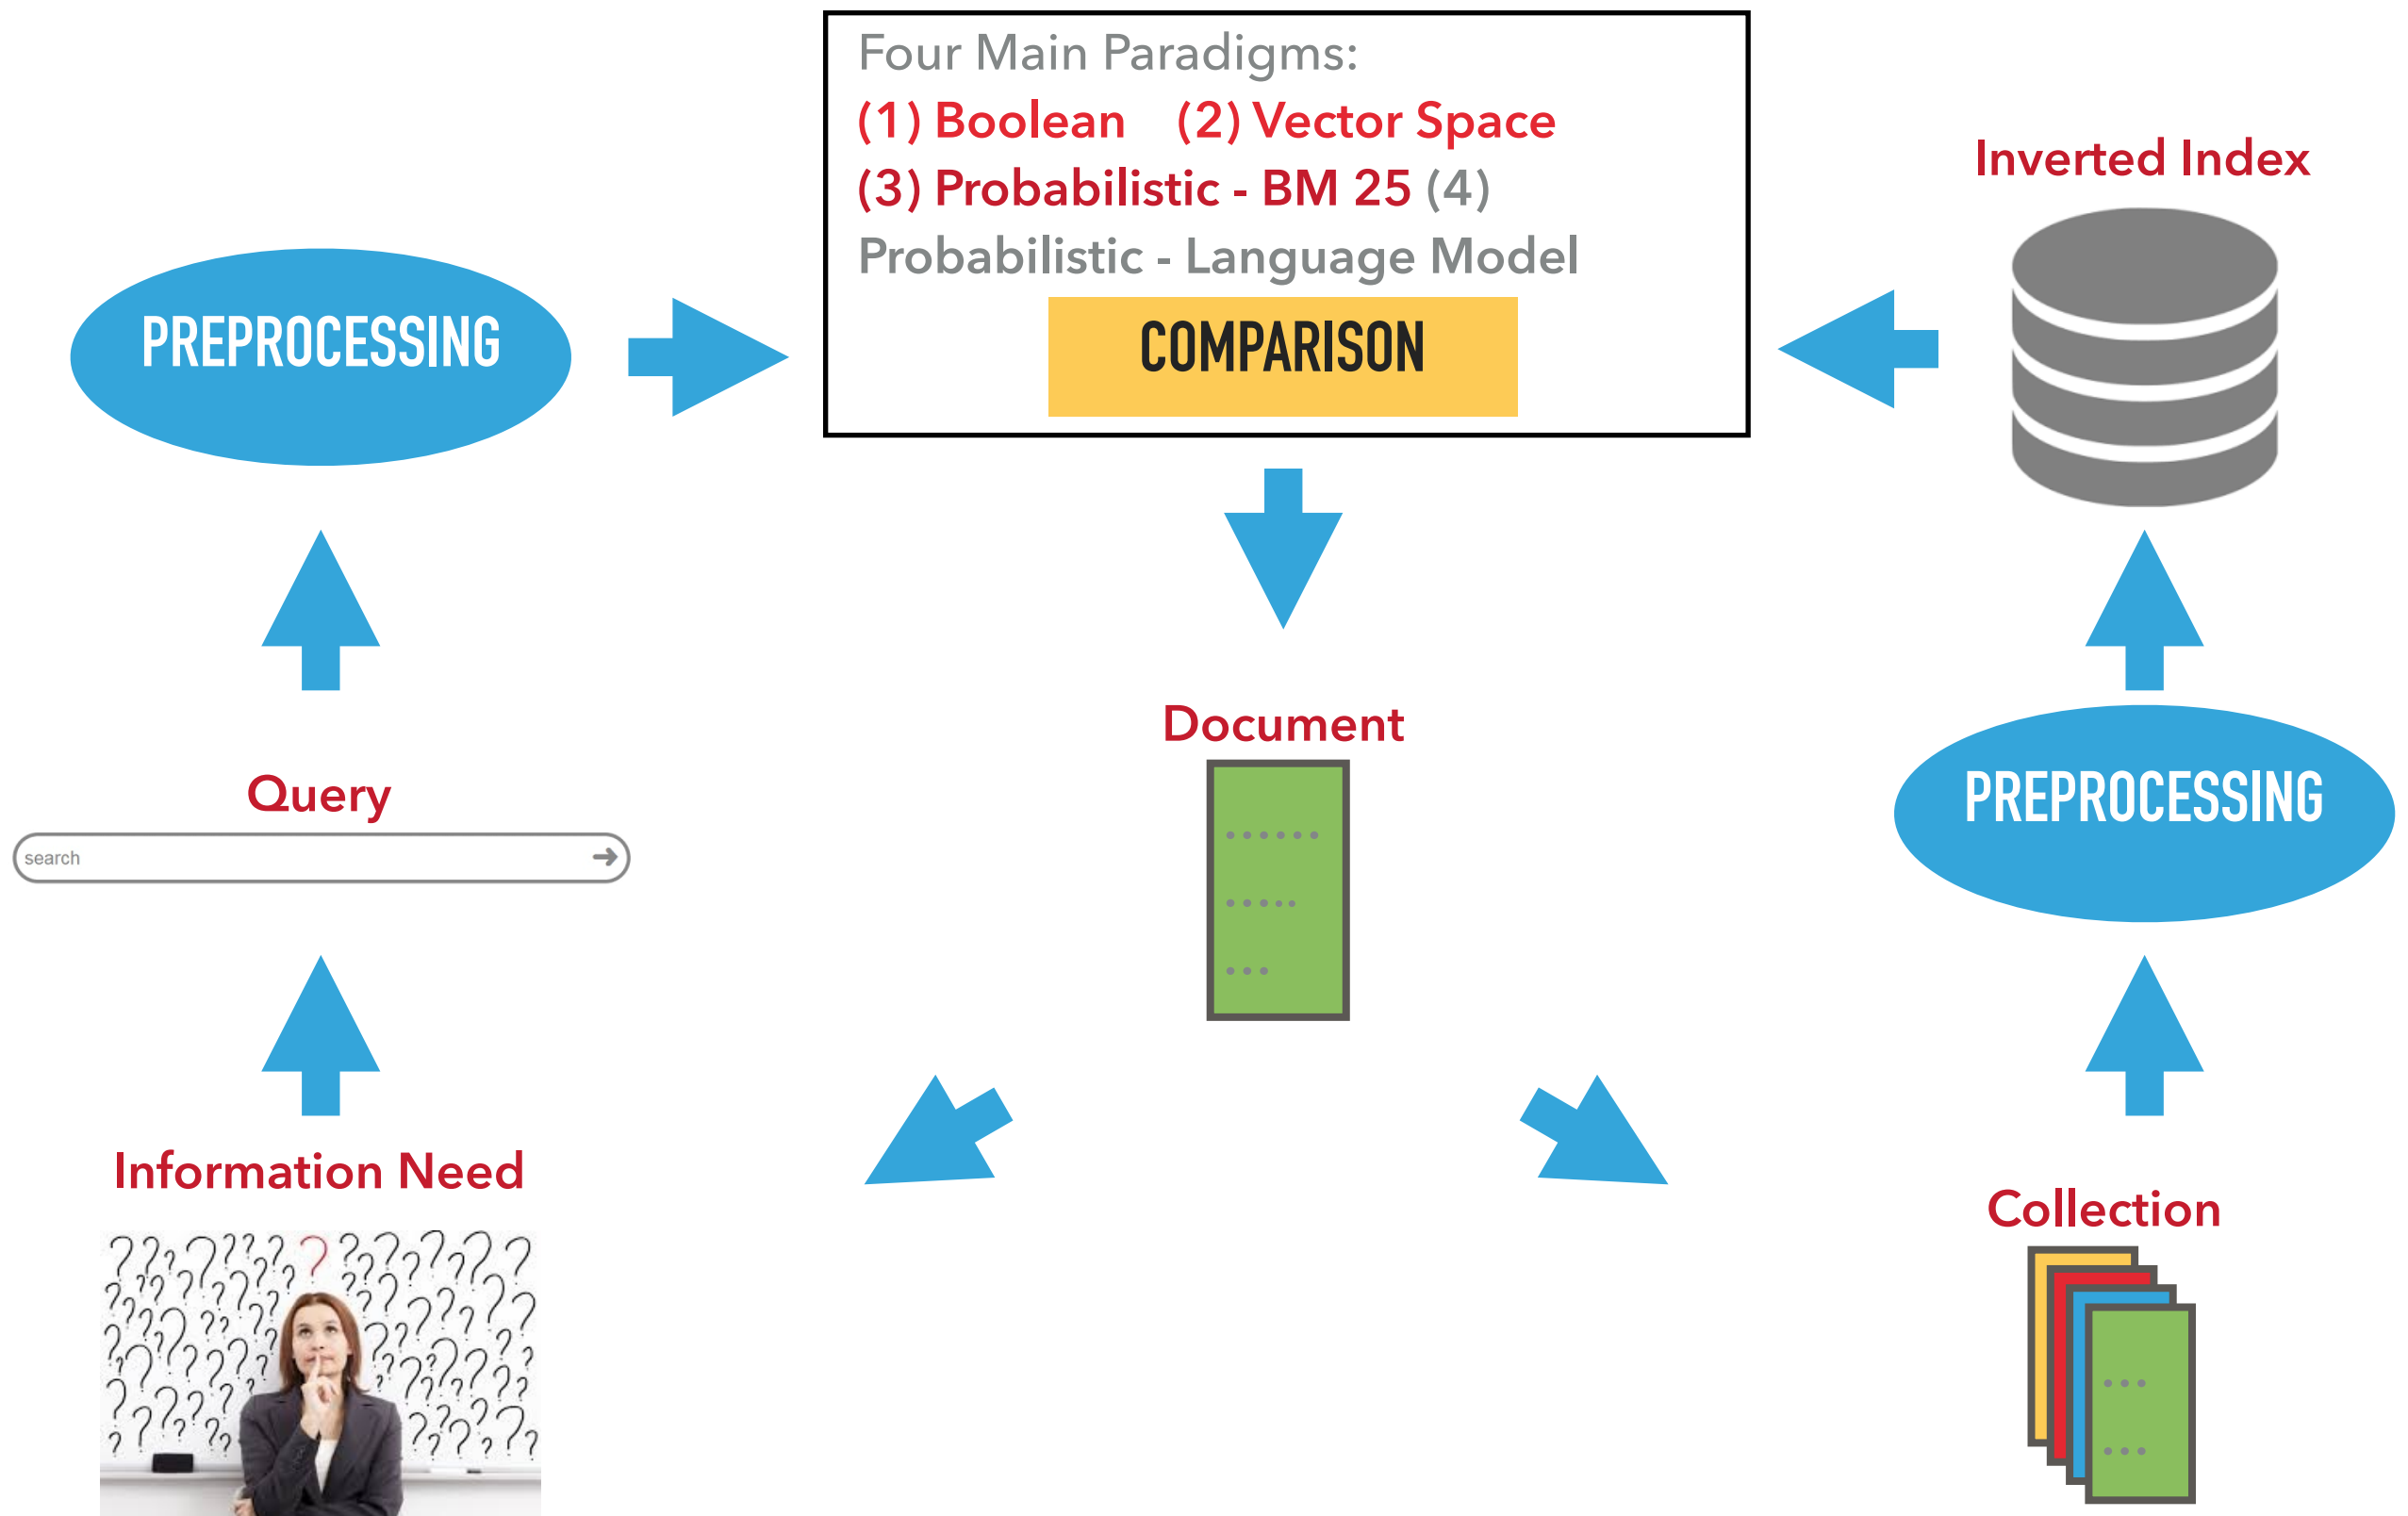 Four Main Paradigms:
(1) Boolean (2) Vector Space
(3) Probabilistic - BM 25 (4)
Probabilistic - Language Model
COMPARISON
Inverted Index
PREPROCESSING
Document
Query
search
PREPROCESSING
Information Need
Collection